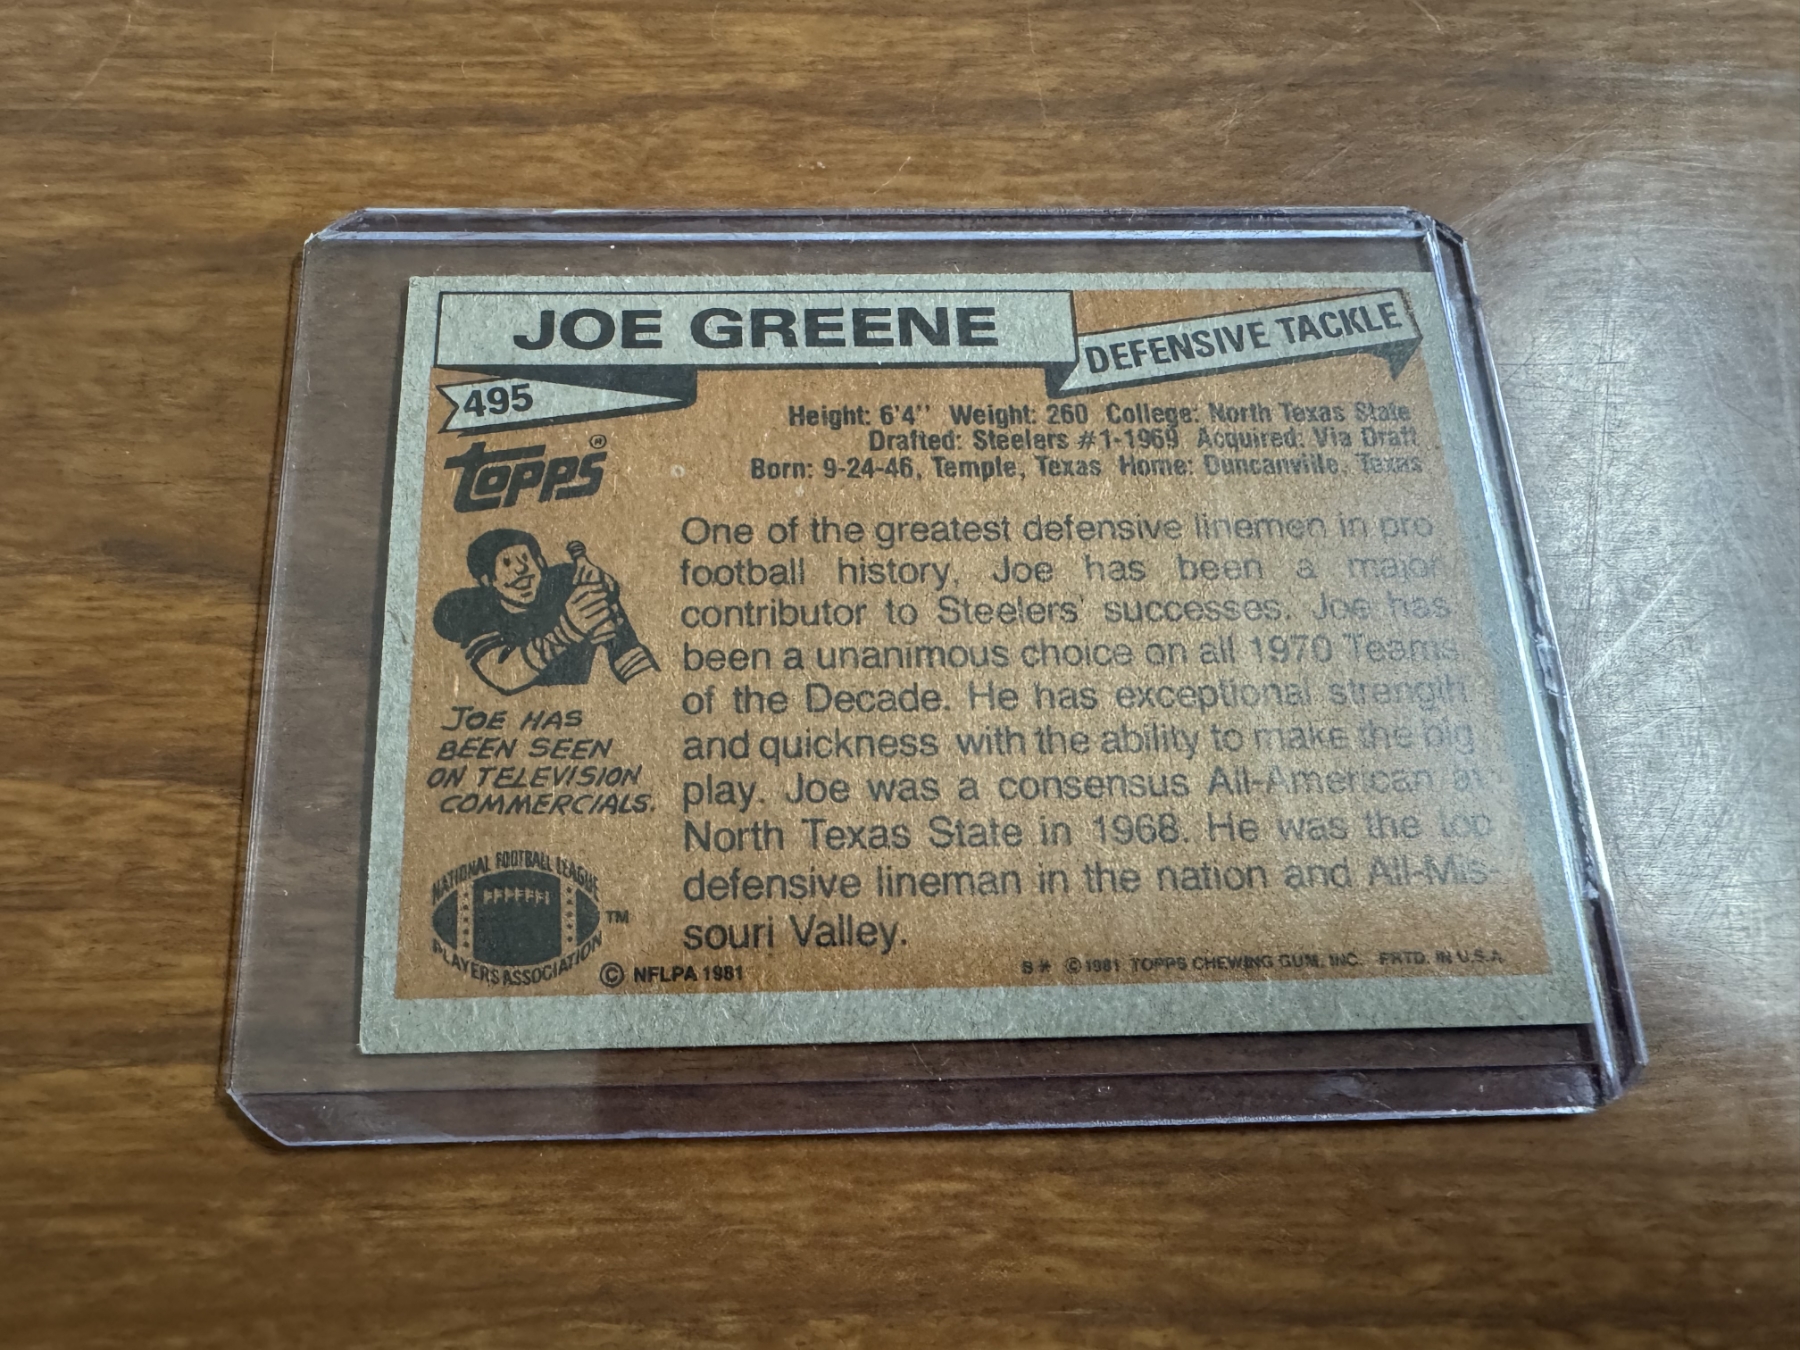 JOE GREENE
DEFENSIVE TACKLE
495
TOPPS®
Height: 6'4'' Weight: 260 College: North Texas State
Drafted: Steelers #1-1969 Acquired: Via Draft
Born: 9-24-46, Temple, Texas Home: Duncanville, Texas
One of the greatest defensive linemen in pro
football history, Joe has been a major
contributor to Steelers' successes. Joe has
been a unanimous choice on all 1970 Teams
of the Decade. He has exceptional strength
and quickness with the ability to make the big
play. Joe was a consensus All-American at
North Texas State in 1968. He was the top
defensive lineman in the nation and All-Mis-
souri Valley.
JOE HAS
BEEN SEEN
ON TELEVISION
COMMERCIALS.
NATIONAL FOOTBALL LEAGUE
PLAYERS ASSOCIATION
TM
© NFLPA 1981
B* © 1981 TOPPS CHEWING GUM, INC. PRTD. IN U.S.A.